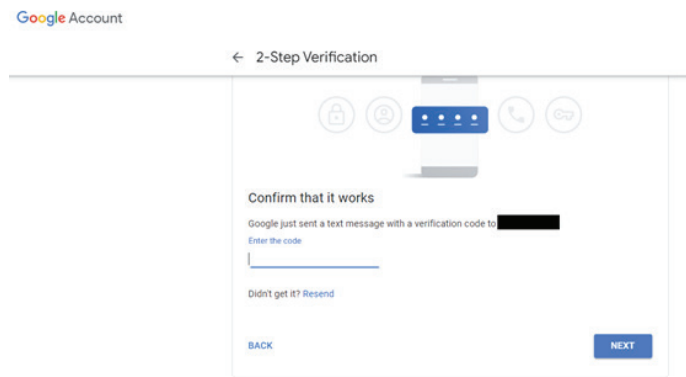 Google Account
← 2-Step Verification
Confirm that it works
Google just sent a text message with a verification code to
Enter the code
Didn't get it? Resend
BACK
NEXT